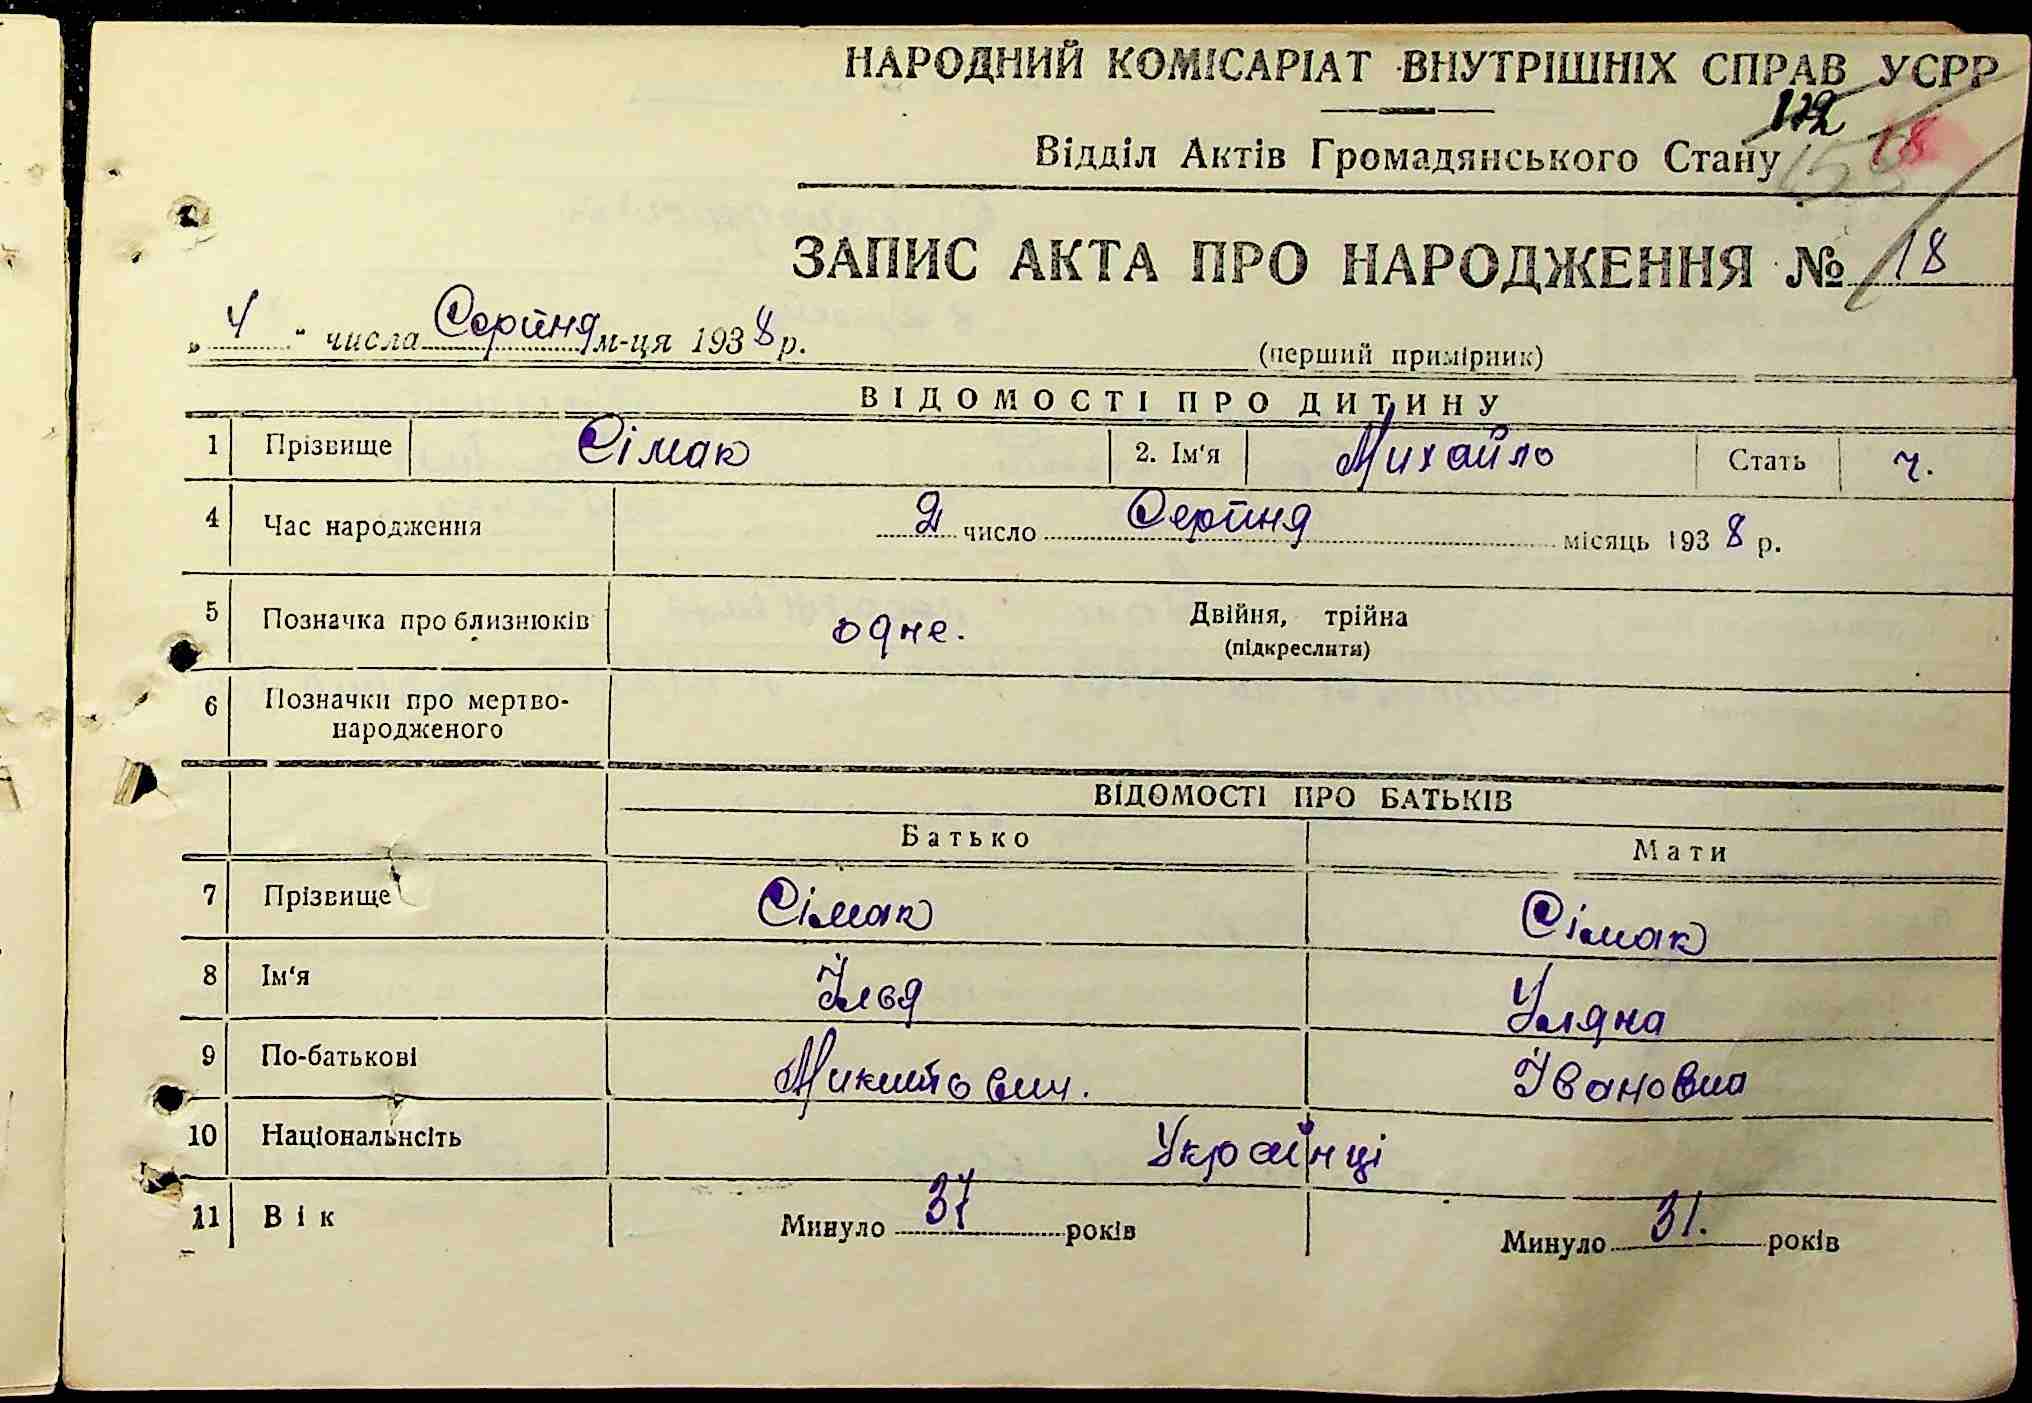 НАРОДНИЙ КОМІСАРІАТ ВНУТРІШНІХ СПРАВ УСРР
Відділ Актів Громадянського Стану
18
ЗАПИС АКТА ПРО НАРОДЖЕННЯ № 18
„ 4 “ числа Серпня м-ця 1938 р.
(перший примірник)
ВІДОМОСТІ ПРО ДИТИНУ
1 Прізвище Сімак 2. Ім‘я Михайло Стать ч.
4 Час народження 2 число Серпня місяць 1938 р.
5 Позначка про близнюків одне. Двійня, трійна
(підкреслити)
6 Позначки про мертво-
народженого
ВІДОМОСТІ ПРО БАТЬКІВ
Батько Мати
7 Прізвище Сімак Сімак
8 Ім‘я Ілья Уляна
9 По-батькові Микитович. Івановна
10 Національнсіть Українці
11 Вік Минуло 37 років Минуло 31. років